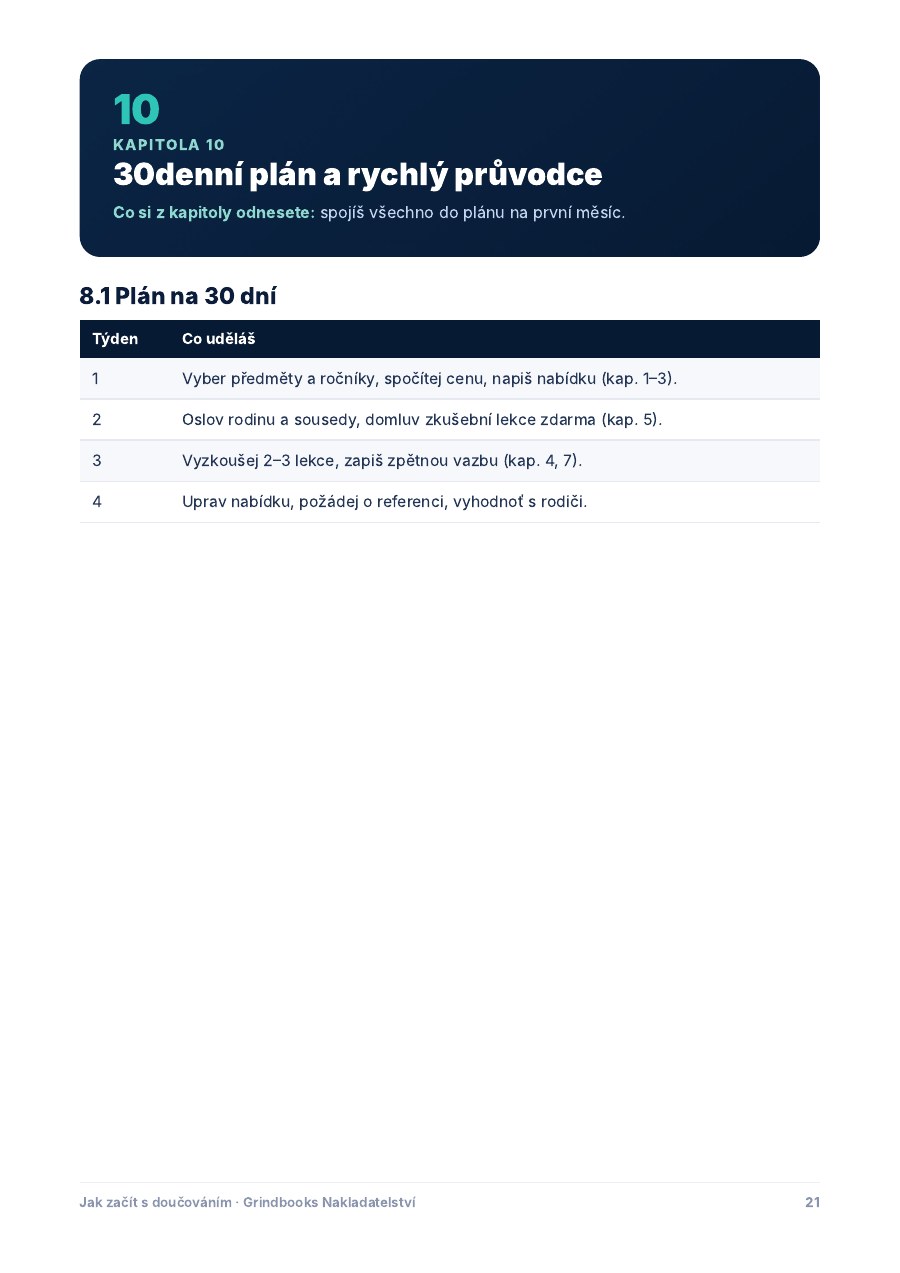 10
KAPITOLA 10
30denní plán a rychlý průvodce
Co si z kapitoly odnesete: spojíš všechno do plánu na první měsíc.
8.1 Plán na 30 dní
Týden Co uděláš
1 Vyber předměty a ročníky, spočítej cenu, napiš nabídku (kap. 1–3).
2 Oslov rodinu a sousedy, domluv zkušební lekce zdarma (kap. 5).
3 Vyzkoušej 2–3 lekce, zapiš zpětnou vazbu (kap. 4, 7).
4 Uprav nabídku, požádej o referenci, vyhodnoť s rodiči.
Jak začít s doučováním · Grindbooks Nakladatelství 21